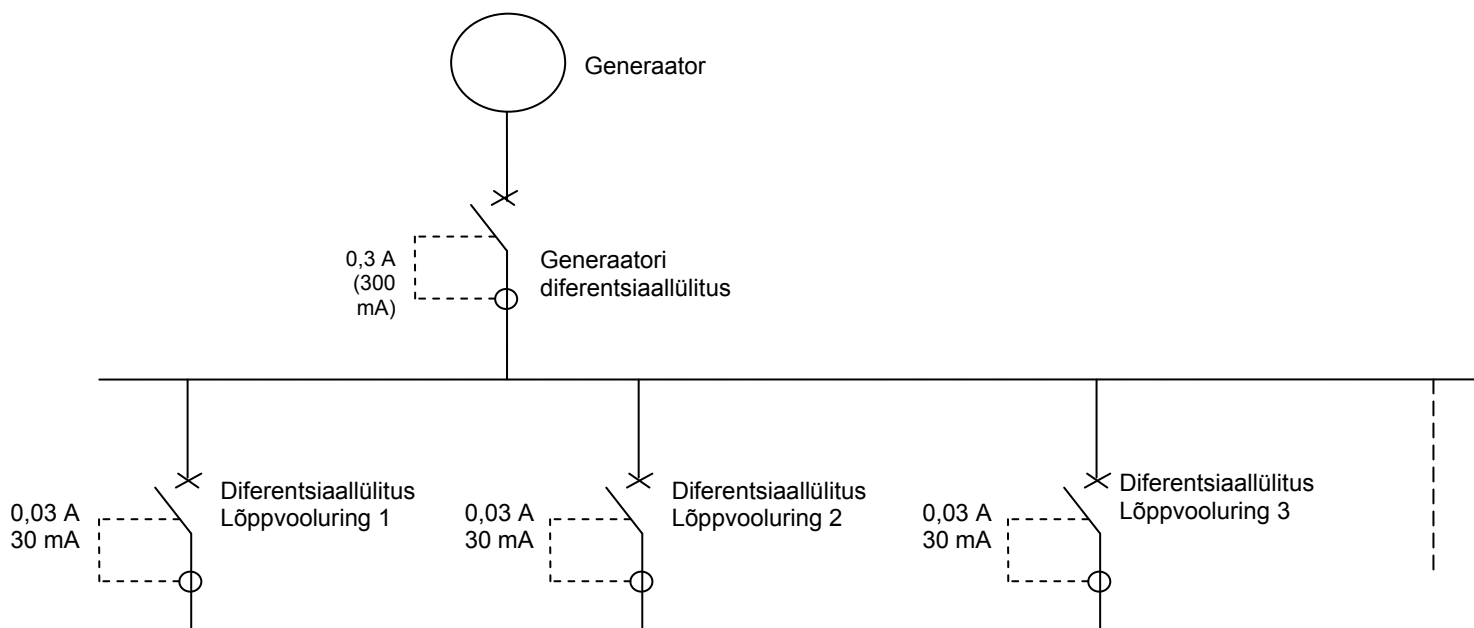 Generaator
0,3 A
(300
mA)
Generaatori
diferentsiaallülitus
0,03 A
30 mA
Diferentsiaallülitus
Lõppvooluring 1
0,03 A
30 mA
Diferentsiaallülitus
Lõppvooluring 2
0,03 A
30 mA
Diferentsiaallülitus
Lõppvooluring 3